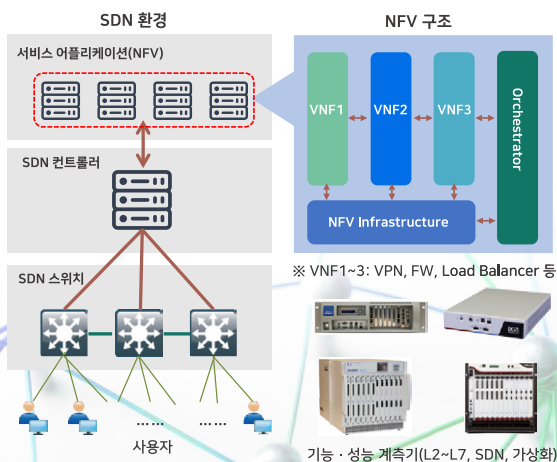 SDN 환경
서비스 어플리케이션(NFV)
SDN 컨트롤러
SDN 스위치
…… ……
…… ……
사용자
NFV 구조
VNF1
VNF2
VNF3
Orchestrator
NFV Infrastructure
※ VNF1~3: VPN, FW, Load Balancer 등
기능 · 성능 계측기(L2~L7, SDN, 가상화)